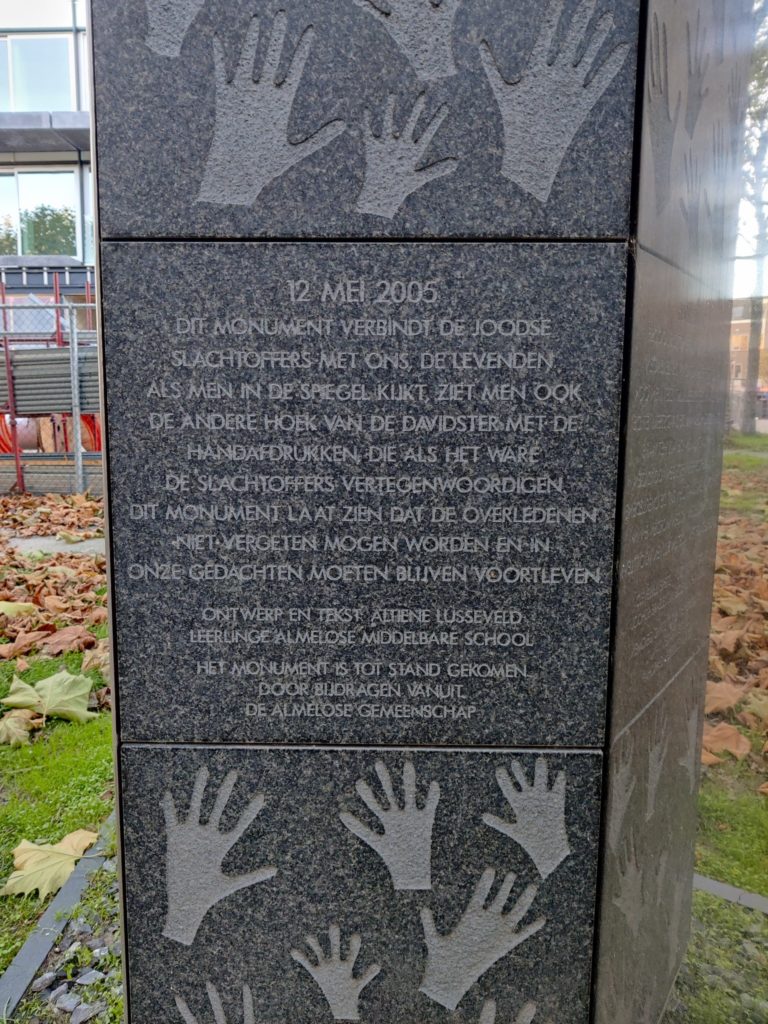 12 MEI 2005
DIT MONUMENT VERBINDT DE JOODSE
SLACHTOFFERS MET ONS, DE LEVENDEN.
ALS MEN IN DE SPIEGEL KIJKT, ZIET MEN OOK
DE ANDERE HOEK VAN DE DAVIDSTER MET DE
HANDAFDRUKKEN, DIE ALS HET WARE
DE SLACHTOFFERS VERTEGENWOORDIGEN.
DIT MONUMENT LAAT ZIEN DAT DE OVERLEDENEN
NIET VERGETEN MOGEN WORDEN EN IN
ONZE GEDACHTEN MOETEN BLIJVEN VOORTLEVEN.
ONTWERP EN TEKST: ALTIENE LUSSEVELD
LEERLINGE ALMELOSE MIDDELBARE SCHOOL
HET MONUMENT IS TOT STAND GEKOMEN
DOOR BIJDRAGEN VANUIT
DE ALMELOSE GEMEENSCHAP